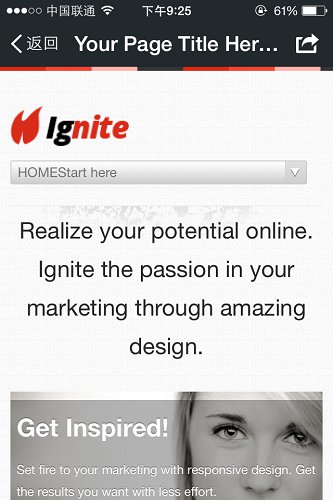 中国联通 下午9:25 61%
返回 Your Page Title Her...
Ignite
HOMEStart here
Realize your potential online.
Ignite the passion in your
marketing through amazing
design.
Get Inspired!
Set fire to your marketing with responsive design. Get
the results you want with less effort.